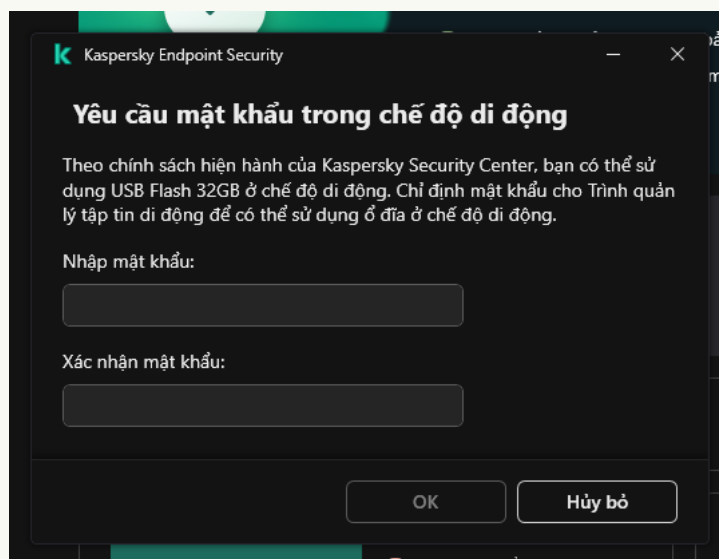 Kaspersky Endpoint Security
Yêu cầu mật khẩu trong chế độ di động
Theo chính sách hiện hành của Kaspersky Security Center, bạn có thể sử
dụng USB Flash 32GB ở chế độ di động. Chỉ định mật khẩu cho Trình quản
lý tập tin di động để có thể sử dụng ổ đĩa ở chế độ di động.
Nhập mật khẩu:
Xác nhận mật khẩu:
OK
Hủy bỏ